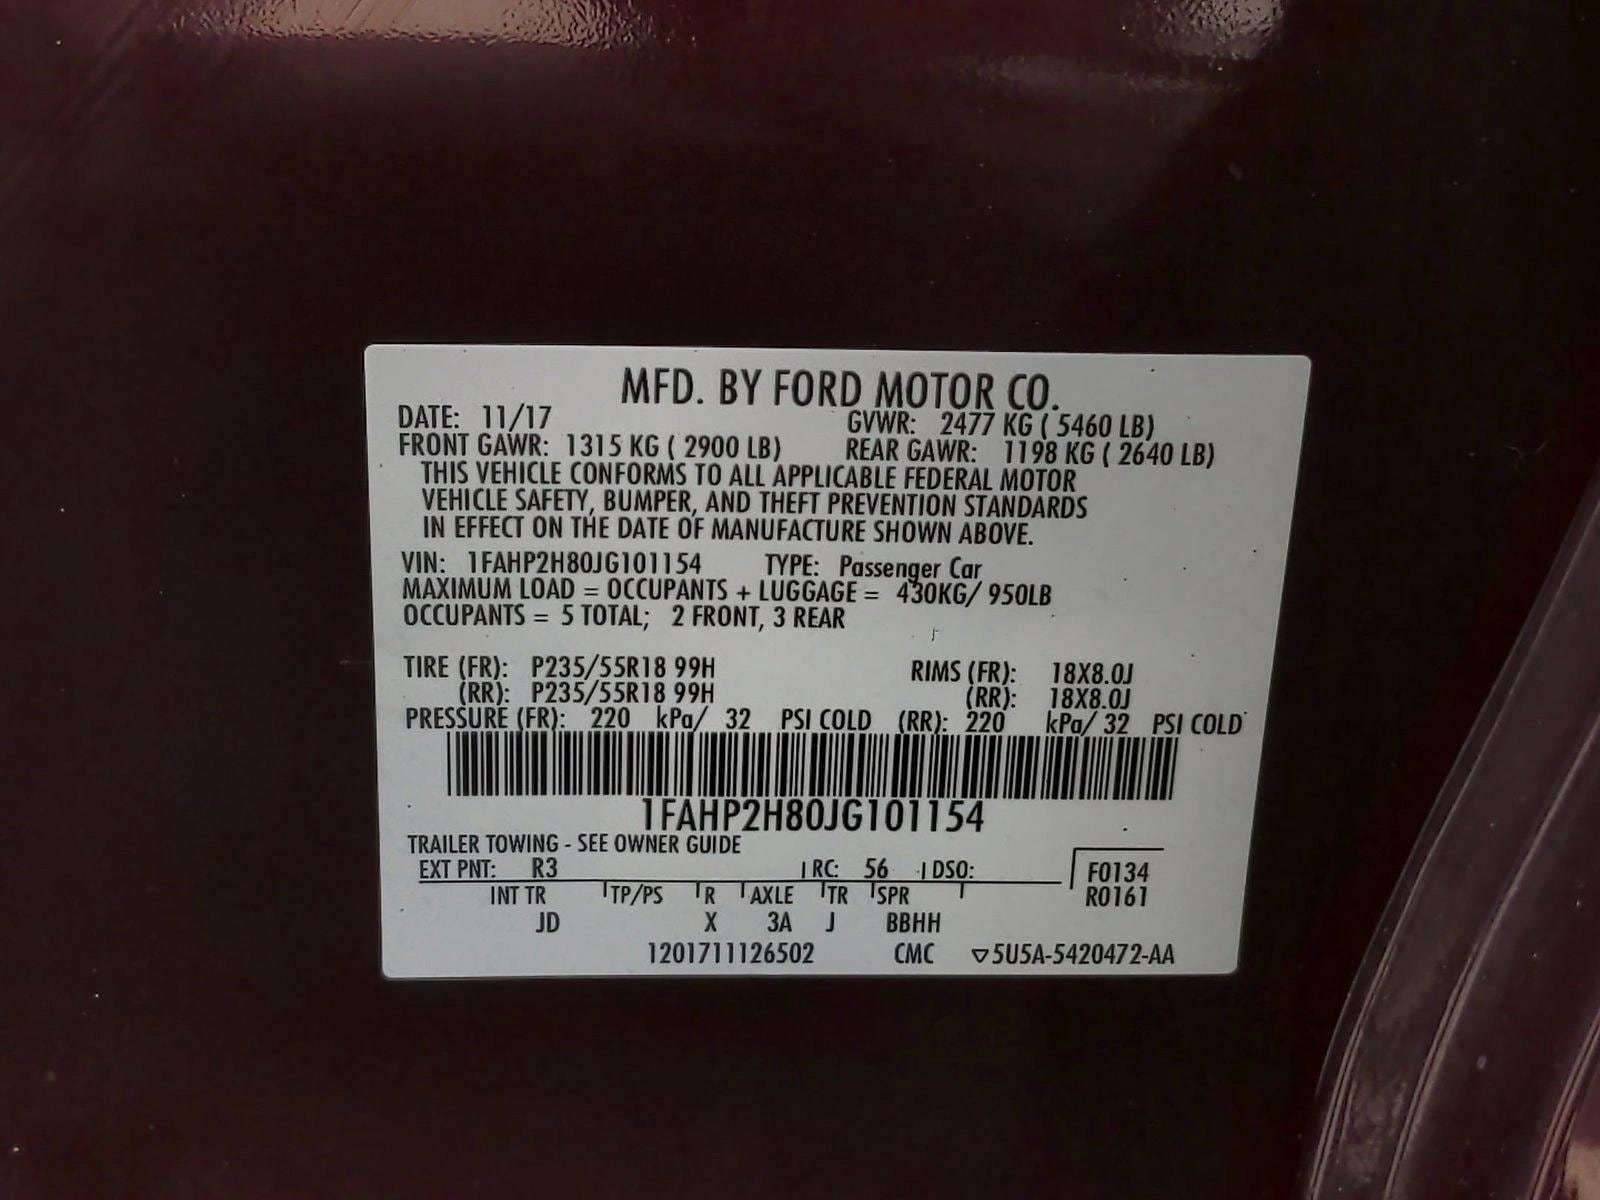 MFD. BY FORD MOTOR CO.
DATE: 11/17 GVWR: 2477 KG ( 5460 LB)
FRONT GAWR: 1315 KG ( 2900 LB) REAR GAWR: 1198 KG ( 2640 LB)
THIS VEHICLE CONFORMS TO ALL APPLICABLE FEDERAL MOTOR
VEHICLE SAFETY, BUMPER, AND THEFT PREVENTION STANDARDS
IN EFFECT ON THE DATE OF MANUFACTURE SHOWN ABOVE.
VIN: 1FAHP2H80JG101154 TYPE: Passenger Car
MAXIMUM LOAD = OCCUPANTS + LUGGAGE = 430KG/ 950LB
OCCUPANTS = 5 TOTAL; 2 FRONT, 3 REAR
TIRE (FR): P235/55R18 99H RIMS (FR): 18X8.0J
(RR): P235/55R18 99H (RR): 18X8.0J
PRESSURE (FR): 220 kPa/ 32 PSI COLD (RR): 220 kPa/ 32 PSI COLD
1FAHP2H80JG101154
TRAILER TOWING - SEE OWNER GUIDE
EXT PNT: R3 RC: 56 DSO: F0134
INT TR TP/PS R AXLE TR SPR R0161
JD X 3A J BBHH
1201711126502 CMC ▽5U5A-5420472-AA